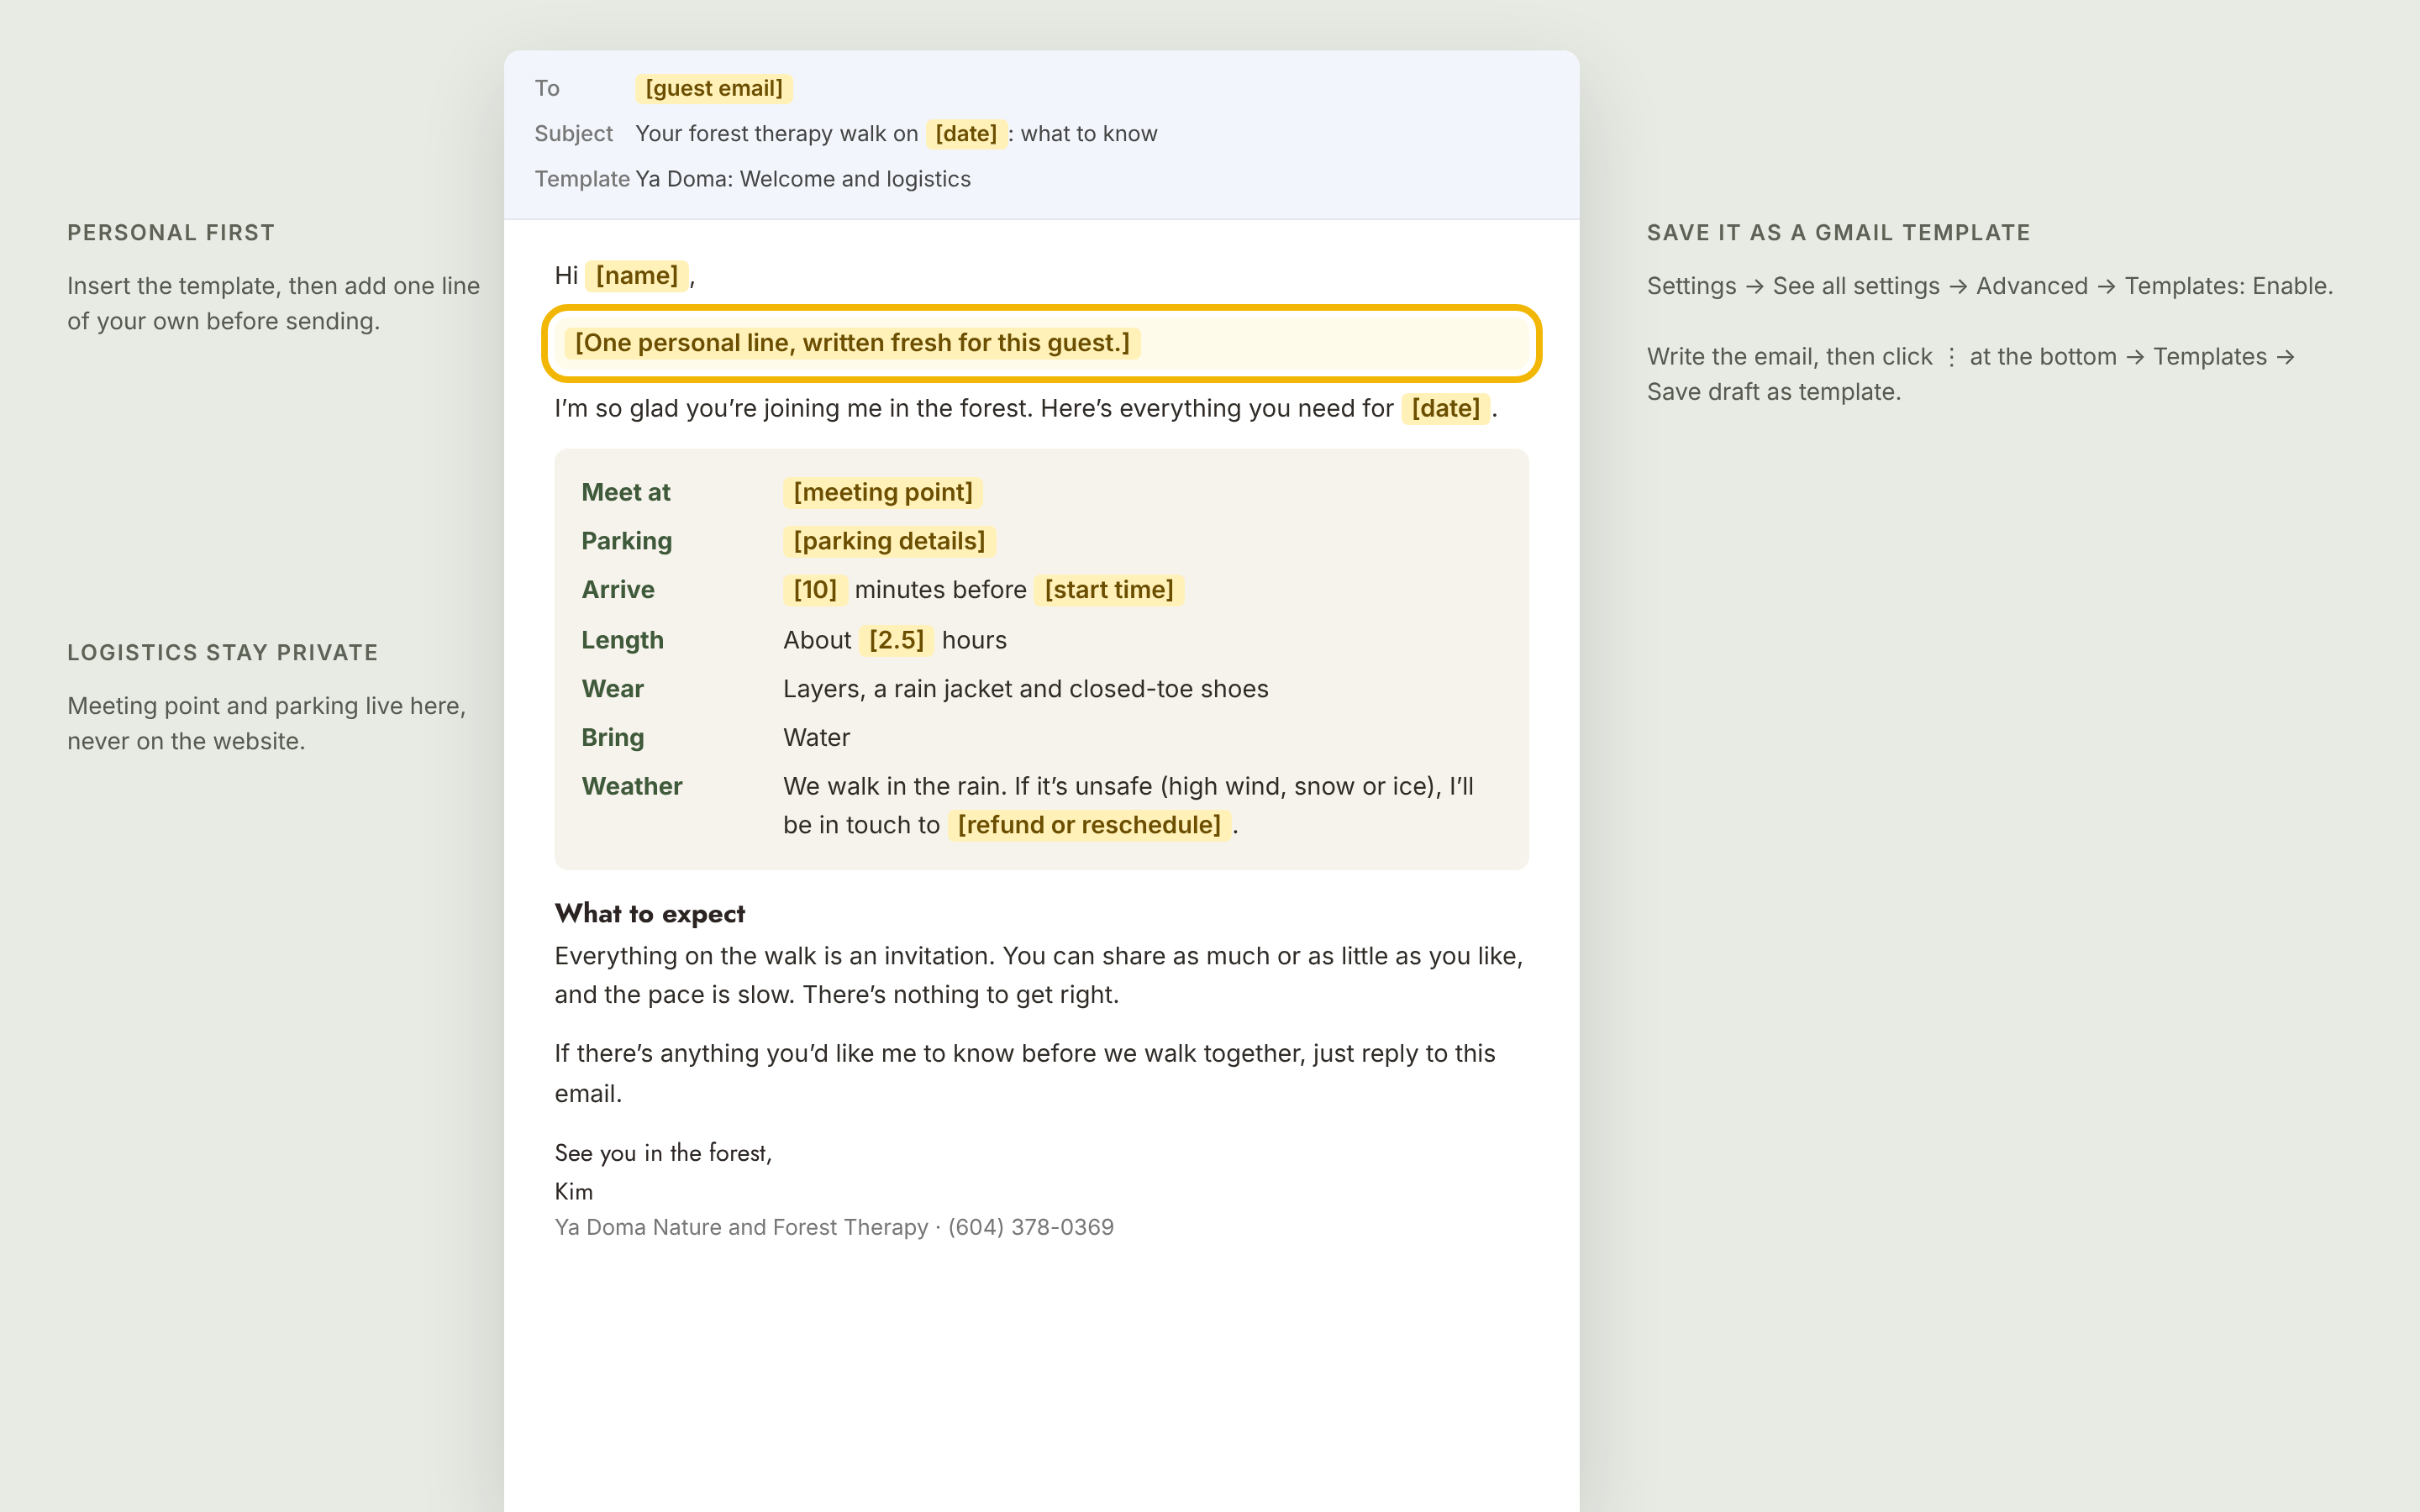 To [guest email]
Subject Your forest therapy walk on [date] : what to know
Template Ya Doma: Welcome and logistics
PERSONAL FIRST
Insert the template, then add one line
of your own before sending.
LOGISTICS STAY PRIVATE
Meeting point and parking live here,
never on the website.
Hi [name] ,
[One personal line, written fresh for this guest.]
I’m so glad you’re joining me in the forest. Here’s everything you need for [date] .
Meet at [meeting point]
Parking [parking details]
Arrive [10] minutes before [start time]
Length About [2.5] hours
Wear Layers, a rain jacket and closed-toe shoes
Bring Water
Weather We walk in the rain. If it’s unsafe (high wind, snow or ice), I’ll
be in touch to [refund or reschedule] .
What to expect
Everything on the walk is an invitation. You can share as much or as little as you like,
and the pace is slow. There’s nothing to get right.
If there’s anything you’d like me to know before we walk together, just reply to this
email.
See you in the forest,
Kim
Ya Doma Nature and Forest Therapy · (604) 378-0369
SAVE IT AS A GMAIL TEMPLATE
Settings → See all settings → Advanced → Templates: Enable.
Write the email, then click ⋮ at the bottom → Templates →
Save draft as template.